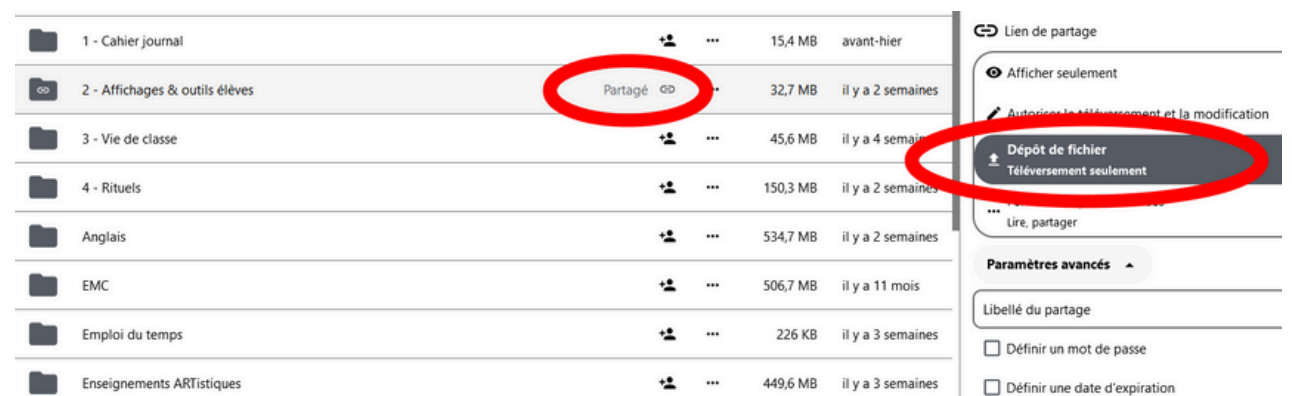 1 - Cahier journal 15,4 MB avant-hier
2 - Affichages & outils élèves Partagé 32,7 MB il y a 2 semaines
3 - Vie de classe 45,6 MB il y a 4 semain
4 - Rituels 150,3 MB il y a 2 semaines
Anglais 534,7 MB il y a 2 semaines
EMC 506,7 MB il y a 11 mois
Emploi du temps 226 KB il y a 3 semaines
Enseignements ARTistiques 449,6 MB il y a 3 semaines
Lien de partage
Afficher seulement
Autoriser le téléversement et la modification
Dépôt de fichier
Téléversement seulement
Lire, partager
Paramètres avancés
Libellé du partage
Définir un mot de passe
Définir une date d'expiration